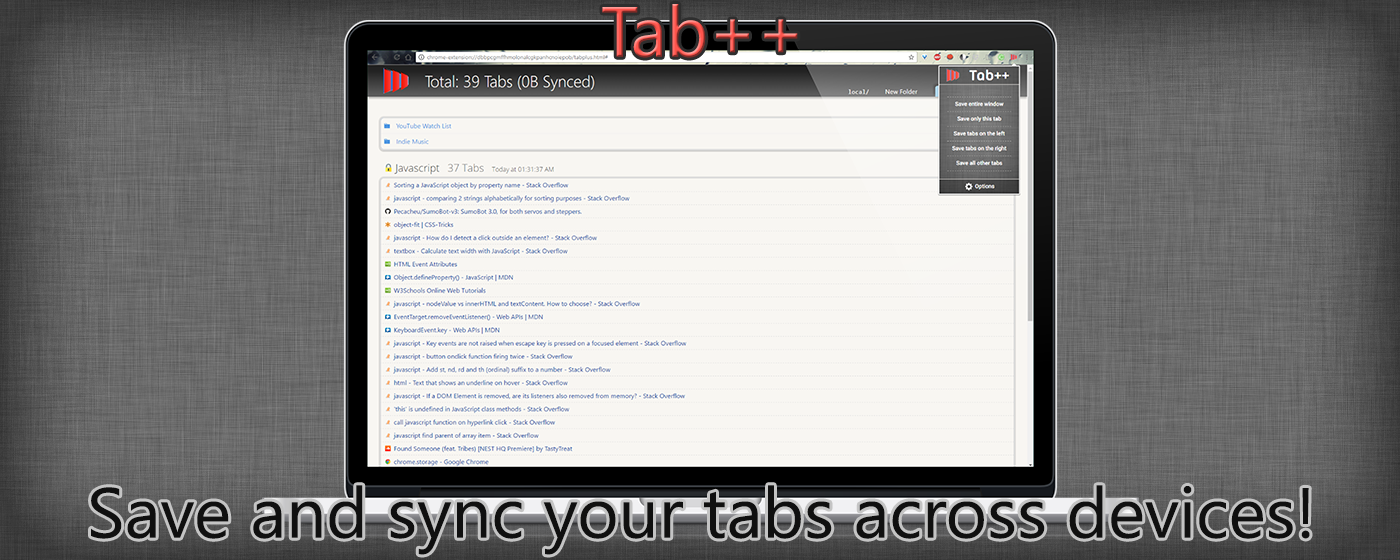 Tab++
Total: 39 Tabs (0B Synced)
local/
New Folder
Tab++
Save entire window
Save only this tab
Save tabs on the left
Save tabs on the right
Save all other tabs
Options
YouTube Watch List
Indie Music
Javascript 37 Tabs Today at 01:31:37 AM
Sorting a JavaScript object by property name - Stack Overflow
javascript - comparing 2 strings alphabetically for sorting purposes - Stack Overflow
Pecacheu/SumoBot-v3: SumoBot 3.0, for both servos and steppers.
object-fit | CSS-Tricks
javascript - How do I detect a click outside an element? - Stack Overflow
textbox - Calculate text width with JavaScript - Stack Overflow
HTML Event Attributes
Object.defineProperty() - JavaScript | MDN
W3Schools Online Web Tutorials
javascript - nodeValue vs innerHTML and textContent. How to choose? - Stack Overflow
EventTarget.removeEventListener() - Web APIs | MDN
KeyboardEvent.key - Web APIs | MDN
javascript - Key events are not raised when escape key is pressed on a focused element - Stack Overflow
javascript - button onclick function firing twice - Stack Overflow
javascript - Add st, nd, rd and th (ordinal) suffix to a number - Stack Overflow
html - Text that shows an underline on hover - Stack Overflow
javascript - If a DOM Element is removed, are its listeners also removed from memory? - Stack Overflow
'this' is undefined in JavaScript class methods - Stack Overflow
call javascript function on hyperlink click - Stack Overflow
javascript find parent of array item - Stack Overflow
Found Someone (feat. Tribes) [NEST HQ Premiere] by TastyTreat
chrome.storage - Google Chrome
Save and sync your tabs across devices!